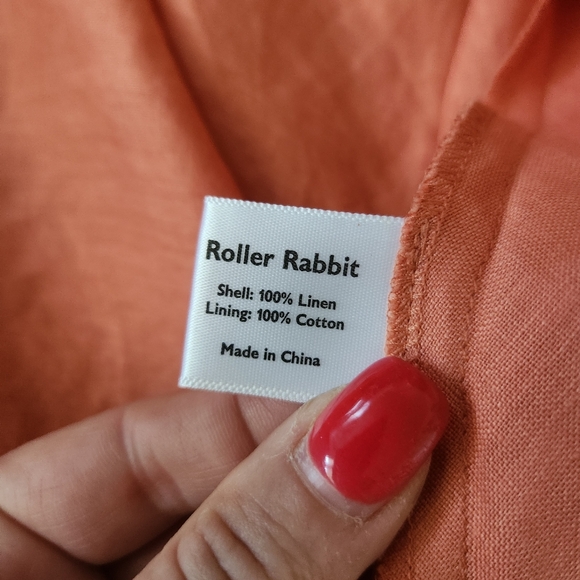 Roller Rabbit
Shell: 100% Linen
Lining: 100% Cotton
Made in China